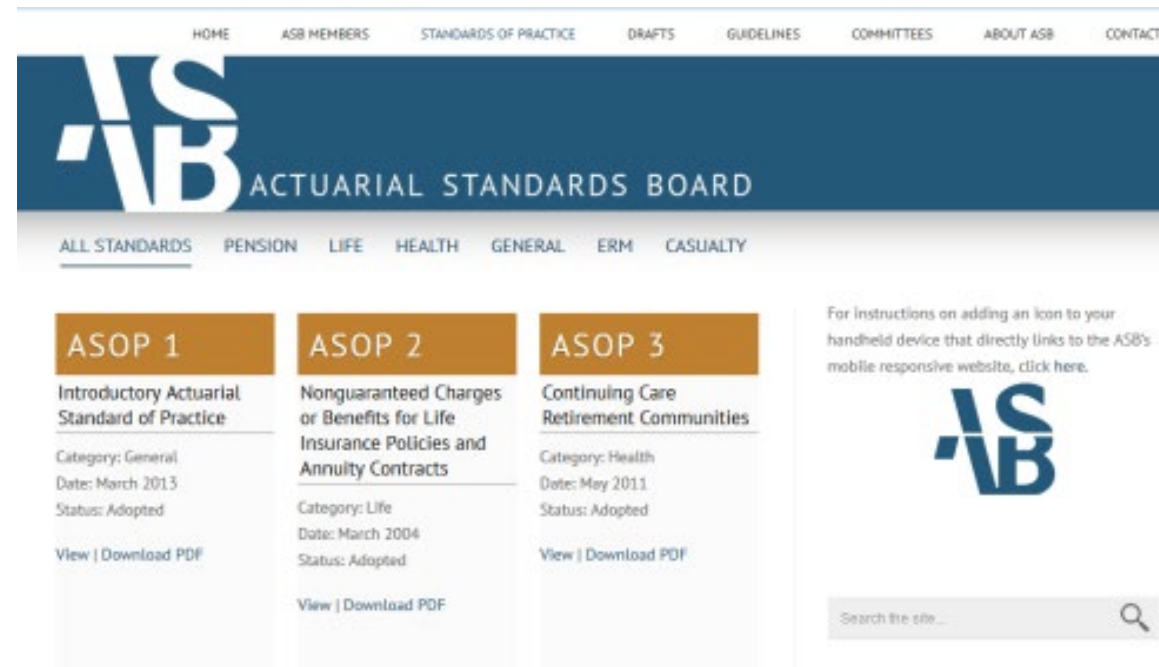 HOME ASB MEMBERS STANDARDS OF PRACTICE DRAFTS GUIDELINES COMMITTEES ABOUT ASB CONTACT
ASB
ACTUARIAL STANDARDS BOARD
ALL STANDARDS PENSION LIFE HEALTH GENERAL ERM CASUALTY
ASOP 1
Introductory Actuarial
Standard of Practice
Category: General
Date: March 2013
Status: Adopted
View | Download PDF
ASOP 2
Nonguaranteed Charges
or Benefits for Life
Insurance Policies and
Annuity Contracts
Category: Life
Date: March 2004
Status: Adopted
View | Download PDF
ASOP 3
Continuing Care
Retirement Communities
Category: Health
Date: May 2011
Status: Adopted
View | Download PDF
For instructions on adding an icon to your
handheld device that directly links to the ASB's
mobile responsive website, click here.
ASB
Search the site...